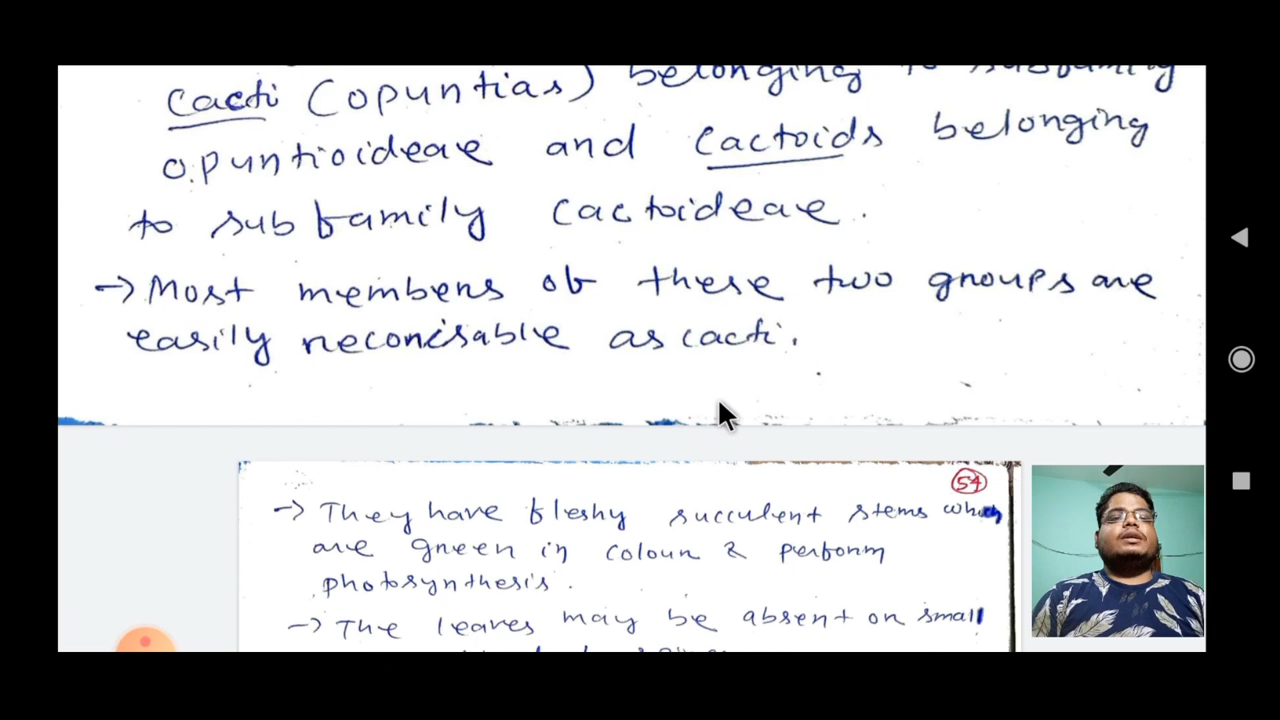 cacti (opuntias) belonging to subfamily
opuntioideae and cactoids belonging
to subfamily cactoideae.
→ Most members of these two groups are
easily reconisable as cacti.
54
→ They have fleshy succulent stems which
are green in colour & perform
photosynthesis.
→ The leaves may be absent on small